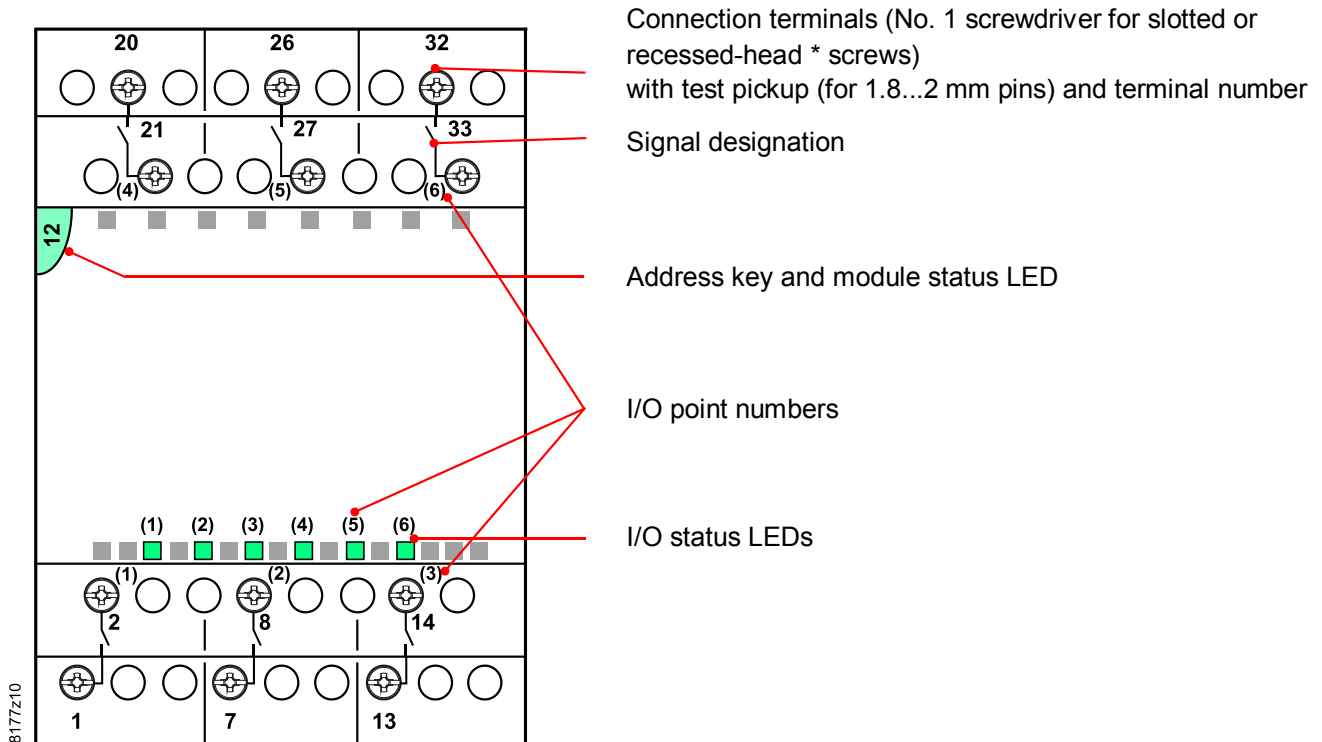 Connection terminals (No. 1 screwdriver for slotted or
recessed-head * screws)
with test pickup (for 1.8...2 mm pins) and terminal number
20 26 32
21 27 33
Signal designation
(4) (5) (6)
12
Address key and module status LED
I/O point numbers
(1) (2) (3) (4) (5) (6)
I/O status LEDs
(1) (2) (3)
2 8 14
1 7 13
8177z10